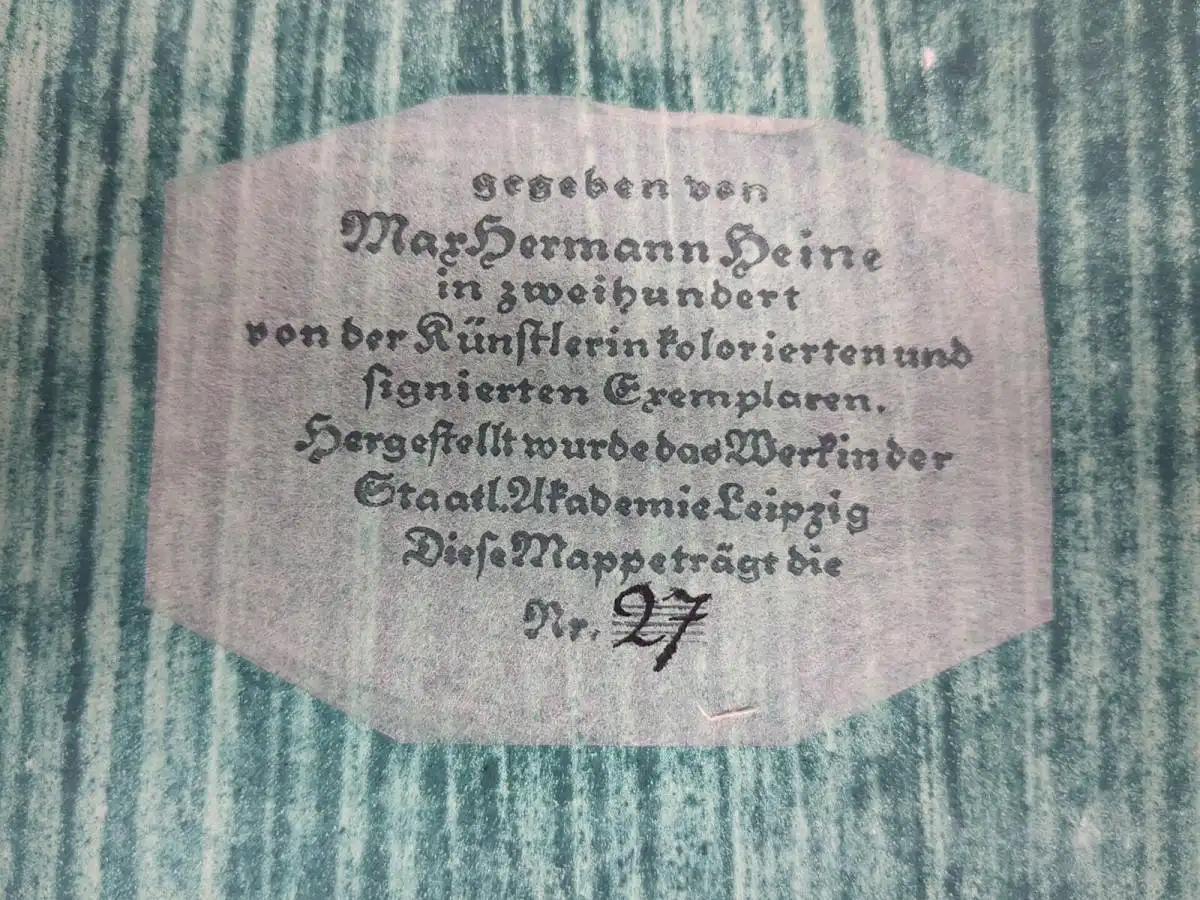 gegeben von
Max Hermann Heine
in zweihundert
von der Künſtlerin kolorierten und
ſignierten Exemplaren.
Hergeſtellt wurde das Werk in der
Staatl. Akademie Leipzig
Dieſe Mappe trägt die
Nr. 27